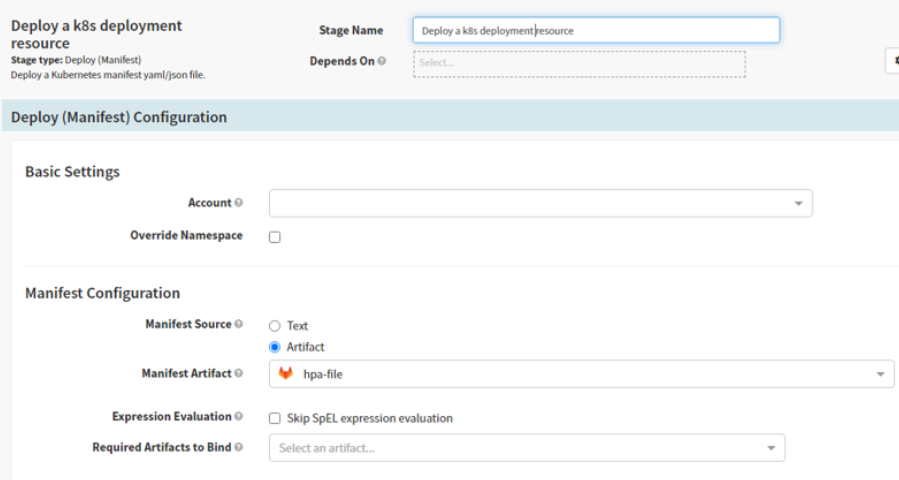 Deploy a k8s deployment
resource
Stage type: Deploy (Manifest)
Deploy a Kubernetes manifest yaml/json file.
Stage Name
Deploy a k8s deployment resource
Depends On
Select...
Deploy (Manifest) Configuration
Basic Settings
Account
Override Namespace
Manifest Configuration
Manifest Source
Text
Artifact
Manifest Artifact
hpa-file
Expression Evaluation
Skip SpEL expression evaluation
Required Artifacts to Bind
Select an artifact...